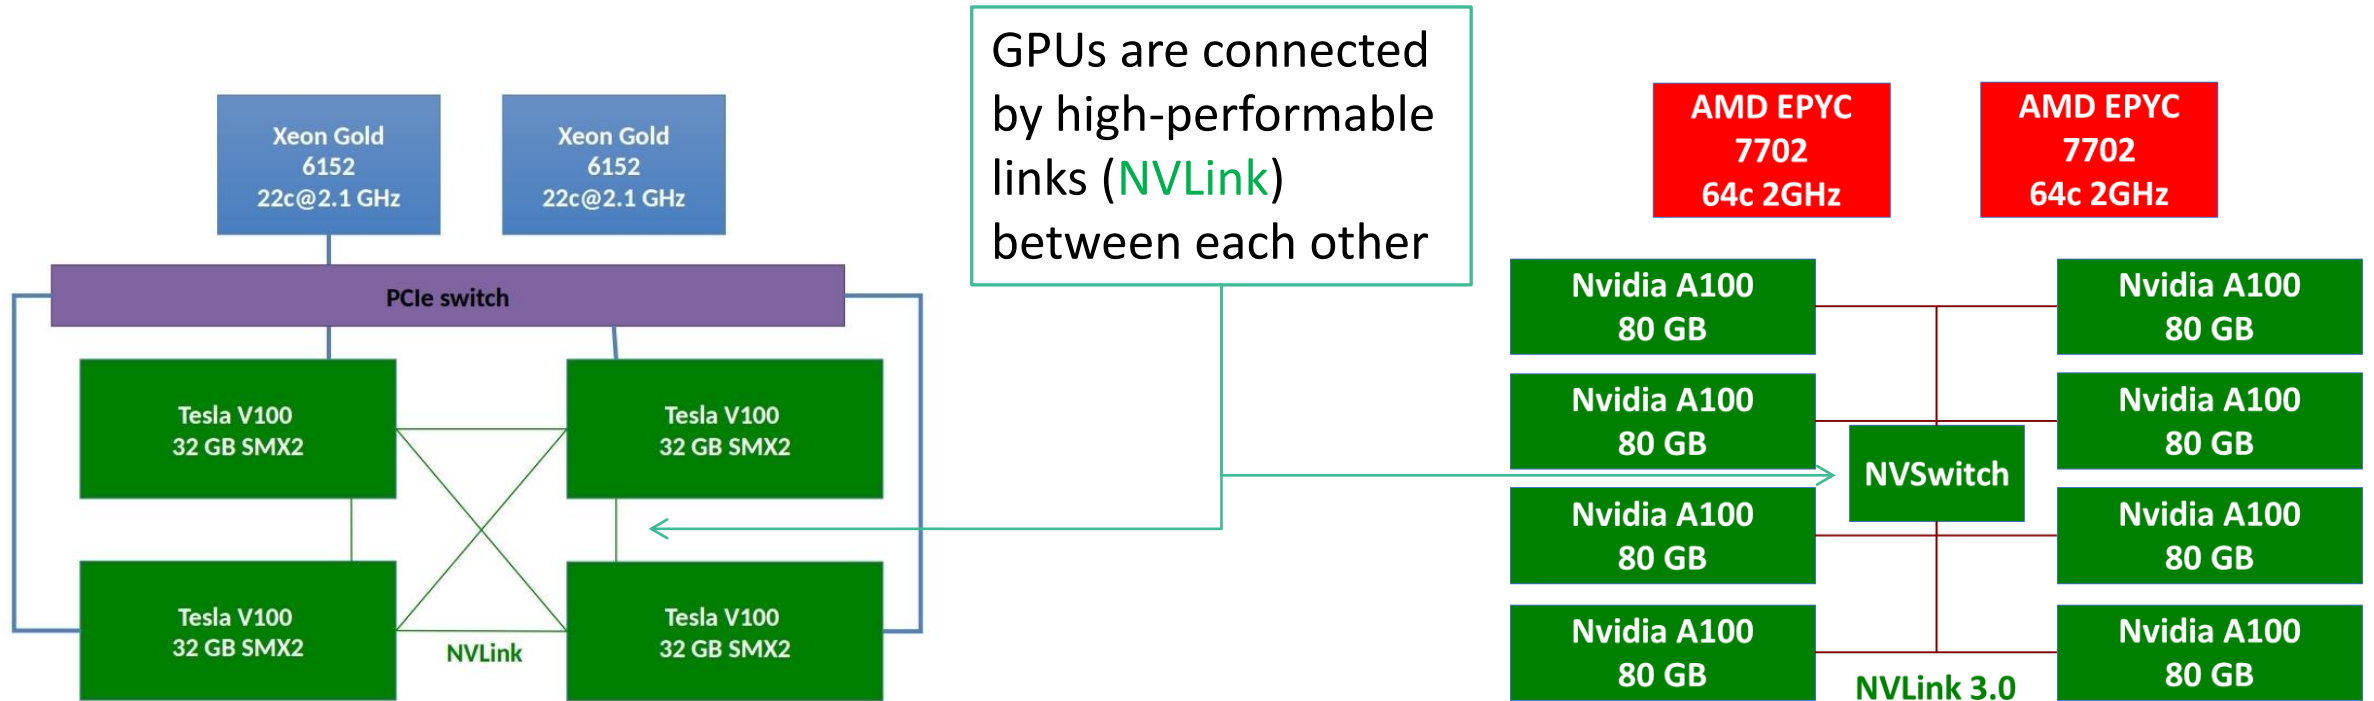 GPUs are connected
by high-performable
links (NVLink)
between each other
Xeon Gold
6152
22c@2.1 GHz
Xeon Gold
6152
22c@2.1 GHz
PCIe switch
Tesla V100
32 GB SMX2
Tesla V100
32 GB SMX2
Tesla V100
32 GB SMX2
Tesla V100
32 GB SMX2
NVLink
AMD EPYC
7702
64c 2GHz
AMD EPYC
7702
64c 2GHz
Nvidia A100
80 GB
Nvidia A100
80 GB
Nvidia A100
80 GB
Nvidia A100
80 GB
NVSwitch
Nvidia A100
80 GB
Nvidia A100
80 GB
Nvidia A100
80 GB
Nvidia A100
80 GB
NVLink 3.0